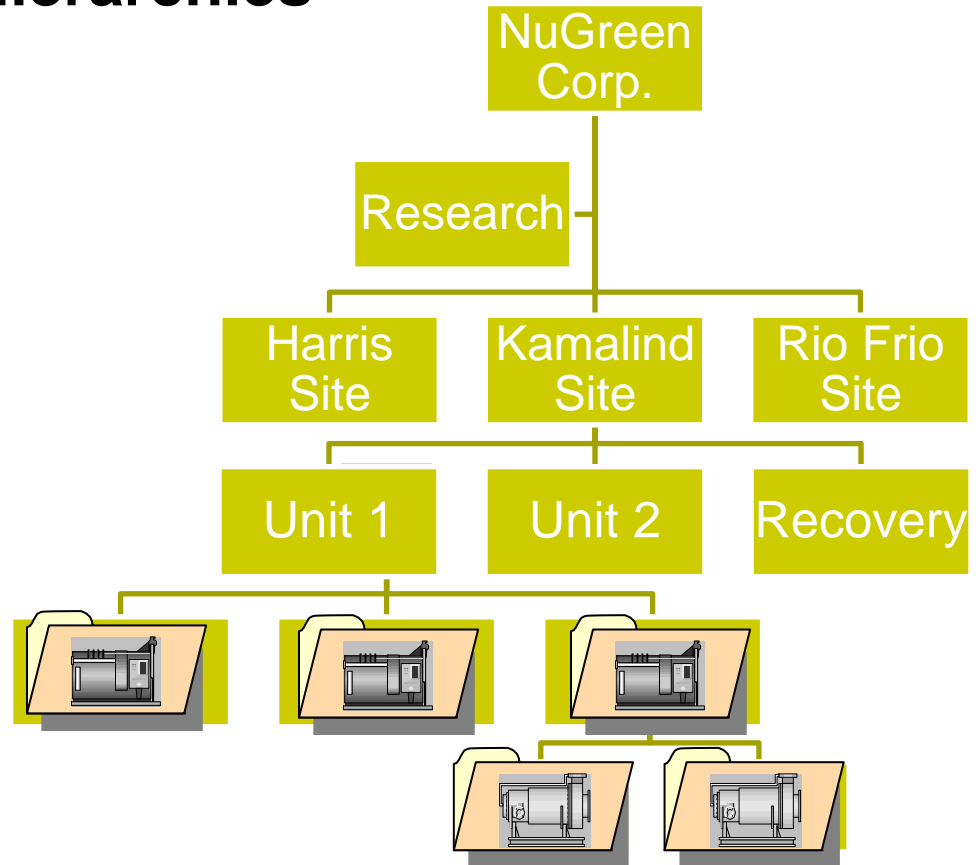 NuGreen
Corp.
Research
Harris
Site
Kamalind
Site
Rio Frio
Site
Unit 1
Unit 2
Recovery